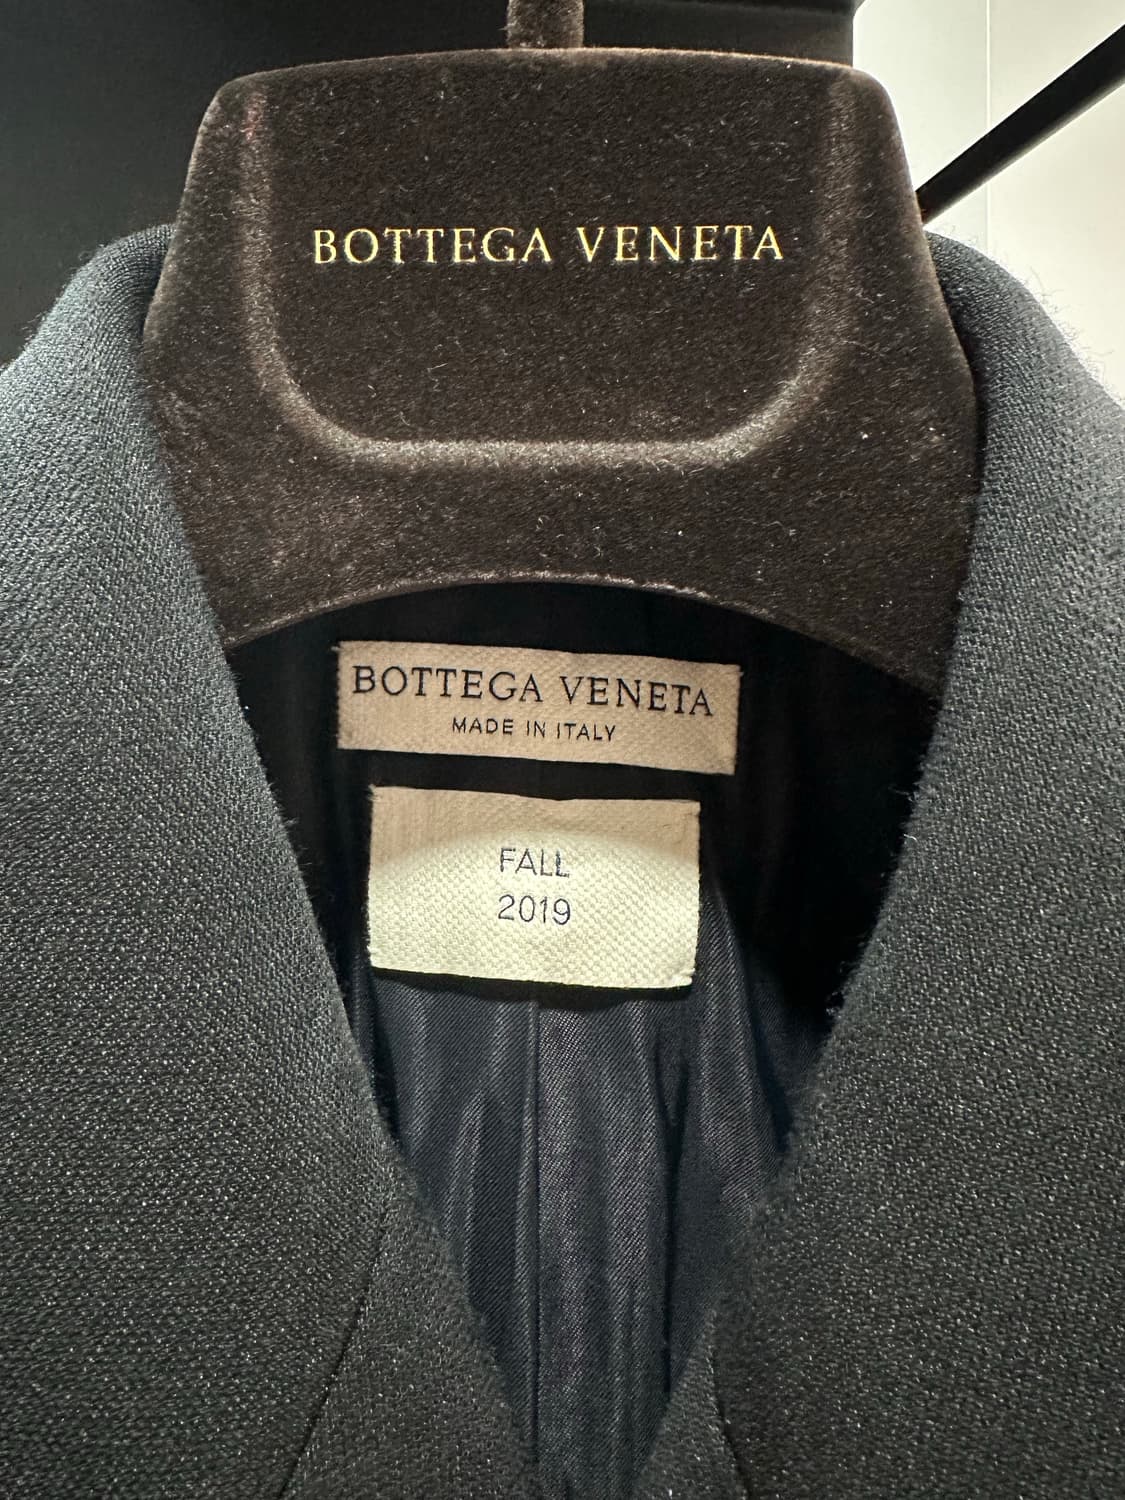 BOTTEGA VENETA
BOTTEGA VENETA
MADE IN ITALY
FALL
2019